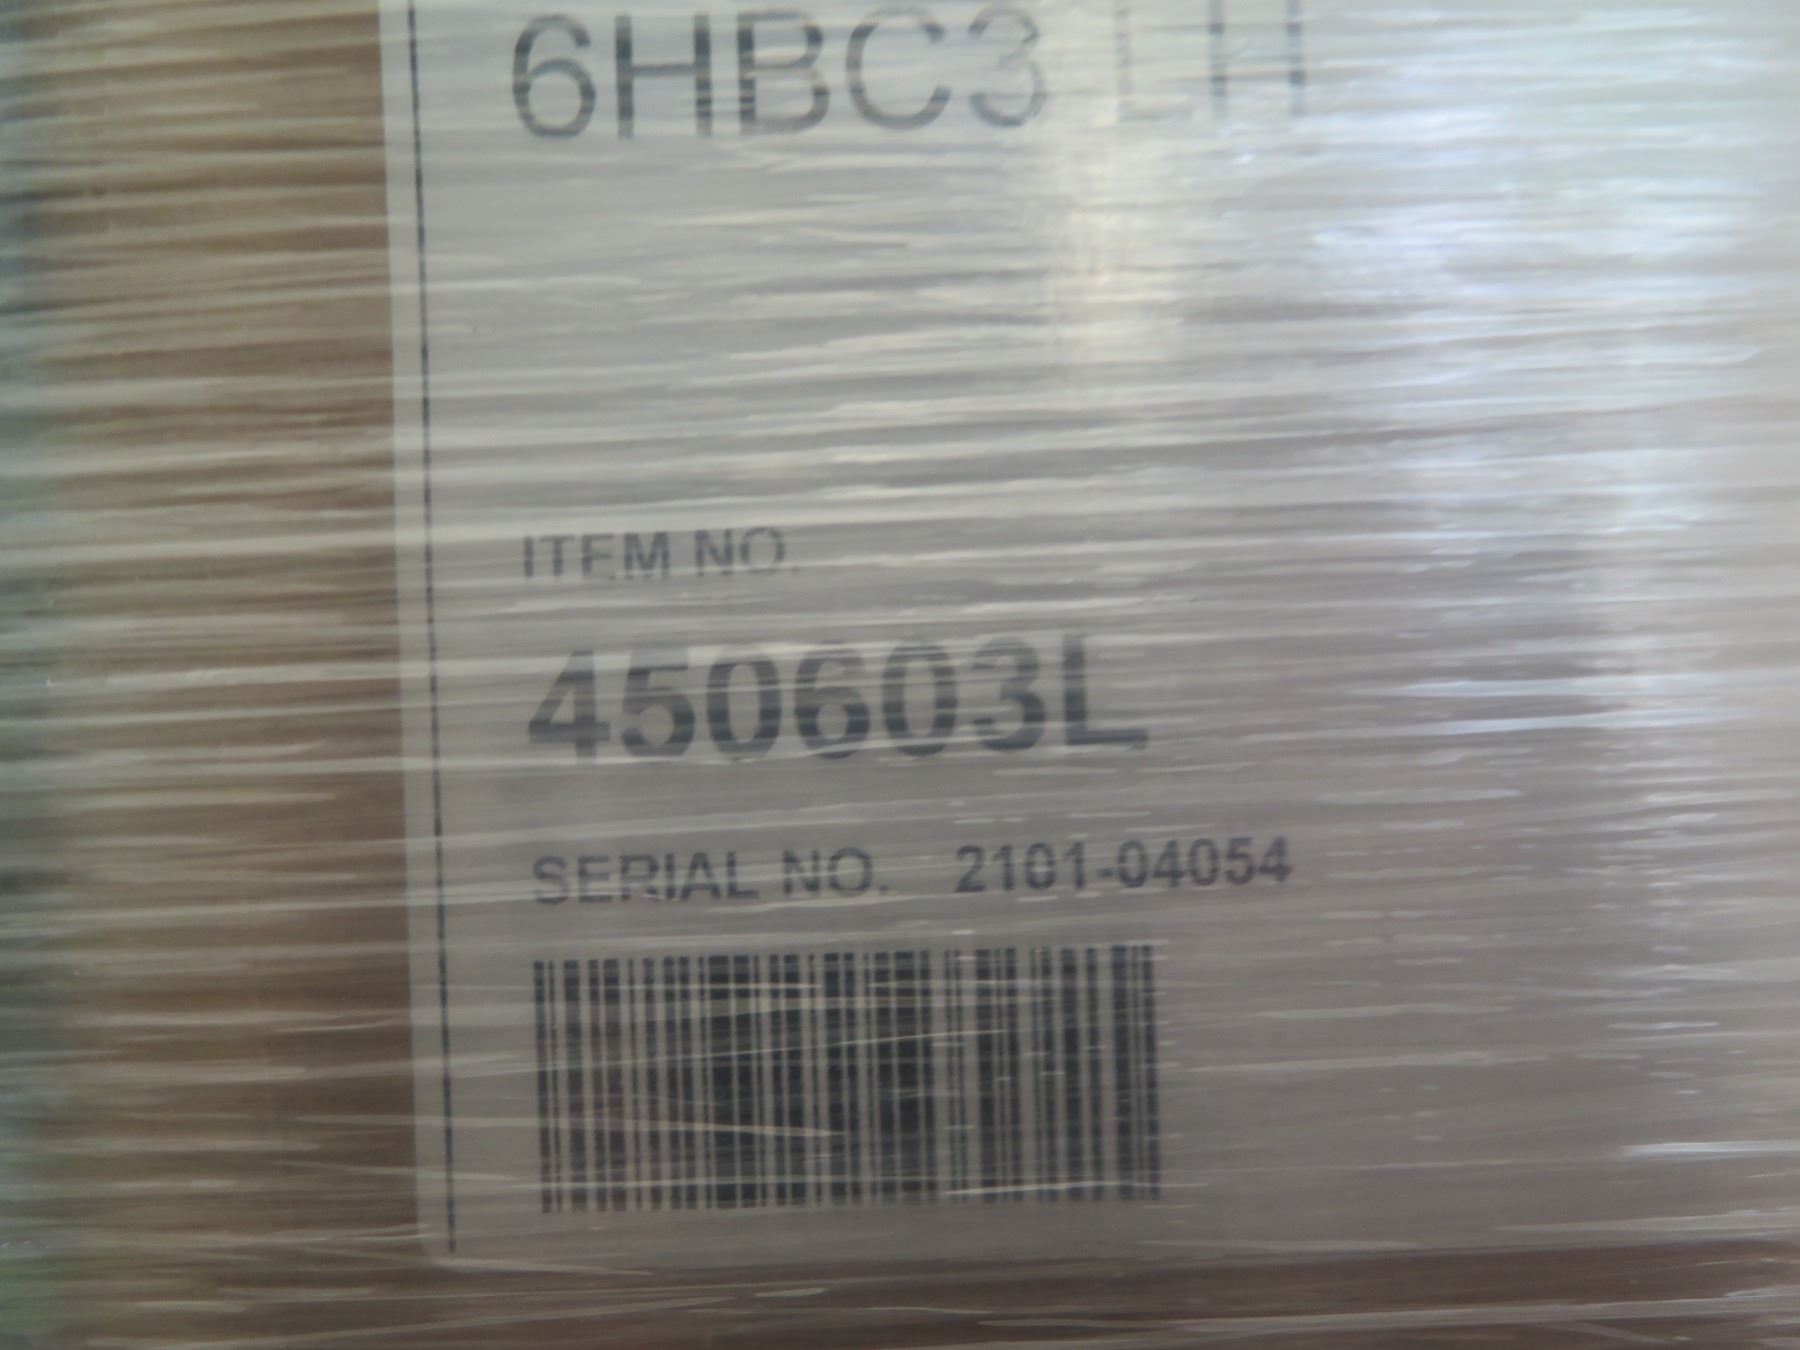 6HBC3 LH
ITEM NO.
450603L
SERIAL NO. 2101-04054